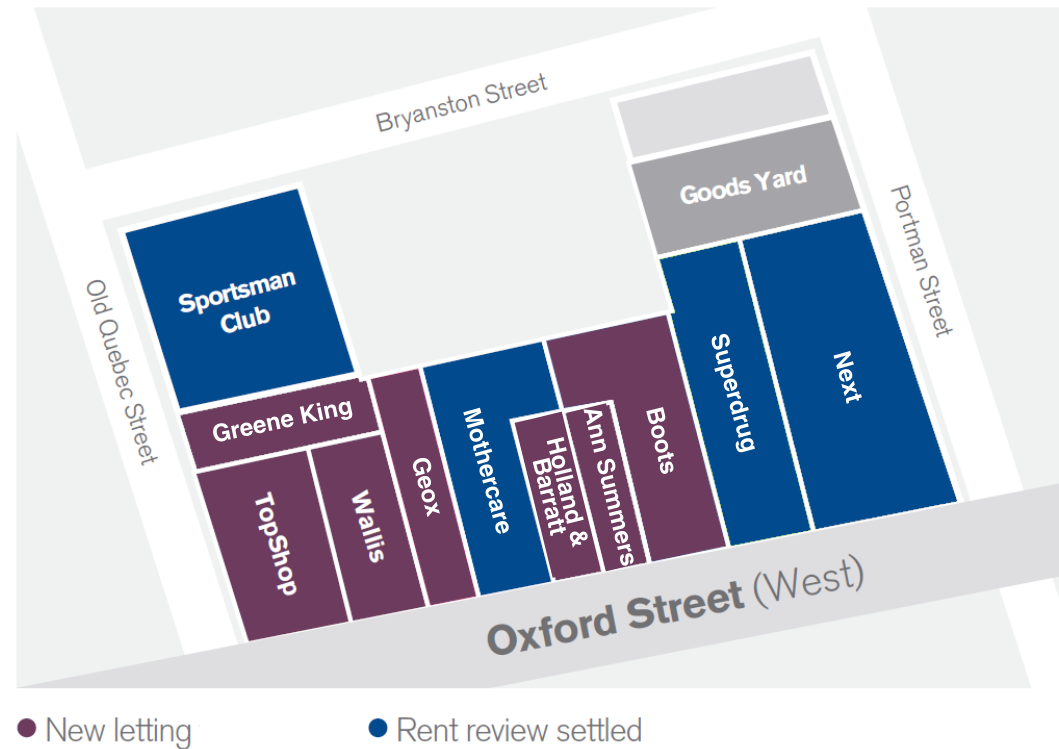 Bryanston Street
Goods Yard
Portman Street
Old Quebec Street
Sportsman
Club
Greene King
TopShop
Wallis
Geox
Mothercare
Holland &
Barratt
Ann Summers
Boots
Superdrug
Next
Oxford Street (West)
New letting
Rent review settled